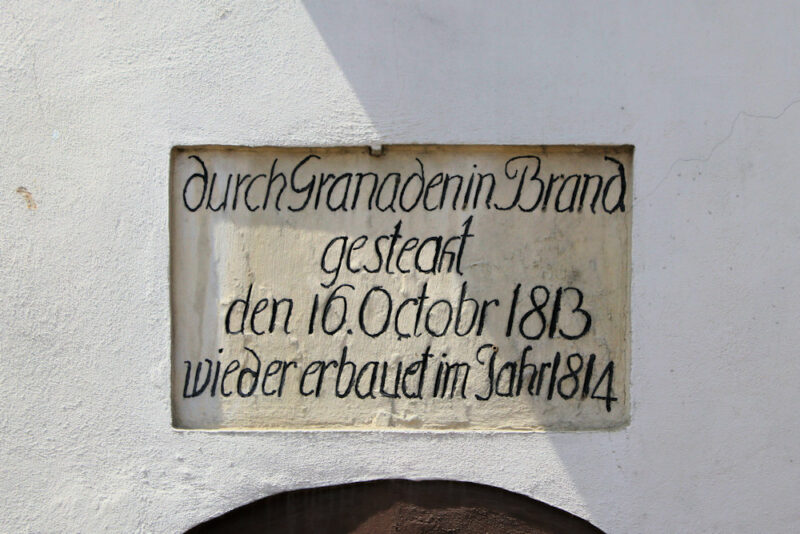 durch Granaden in Brand
gesteckt
den 16. Octobr 1813
wieder erbauet im Jahr 1814